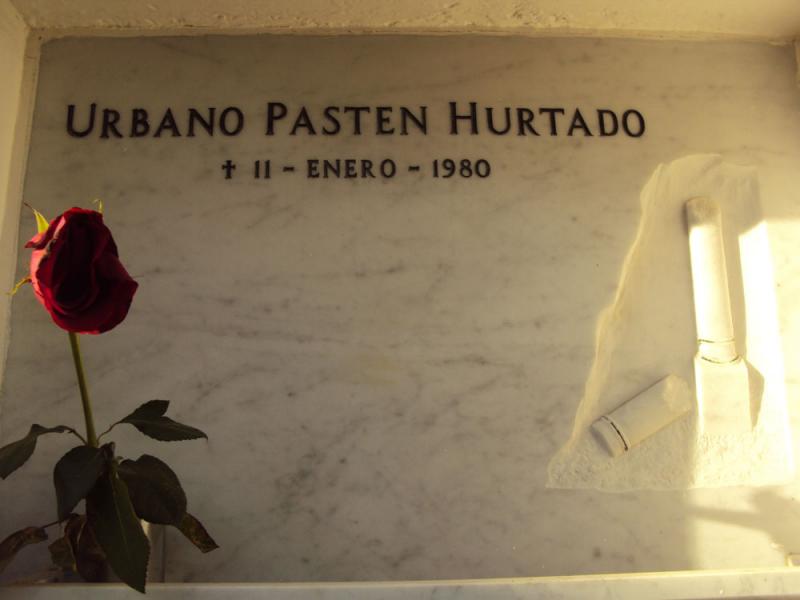 URBANO PASTEN HURTADO
✝ 11 - ENERO - 1980